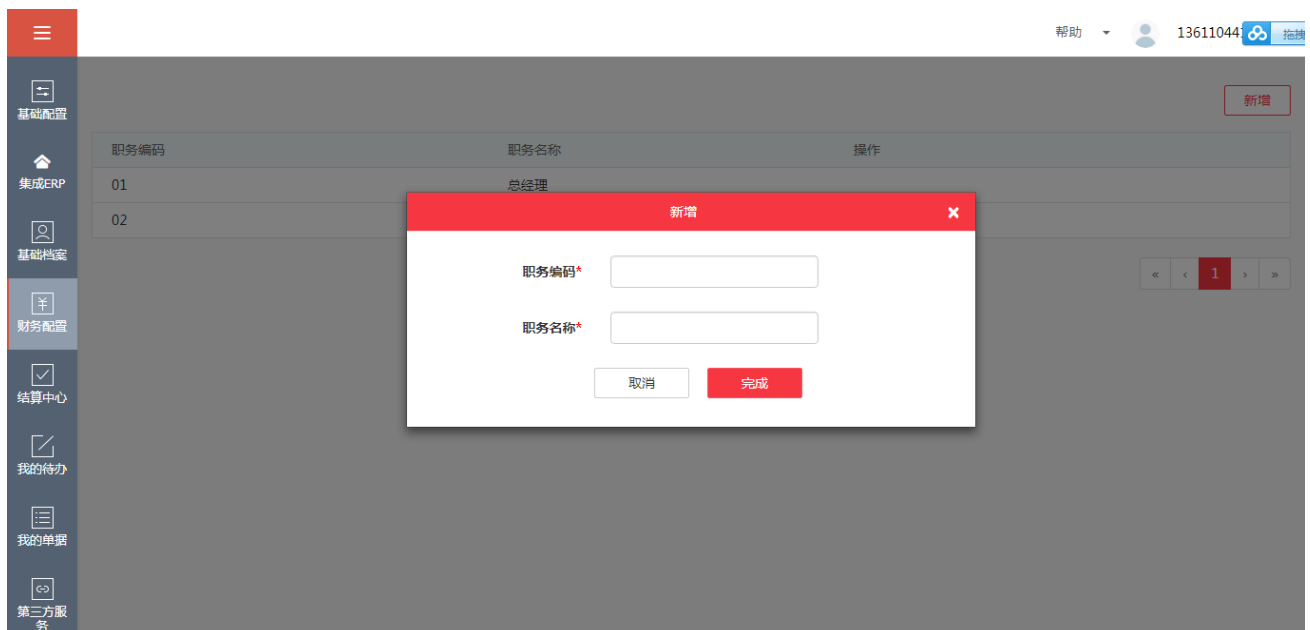 帮助
13611044
拖拽
基础配置
集成ERP
基础档案
财务配置
结算中心
我的待办
我的单据
第三方服
务
新增
职务编码 职务名称 操作
01 总经理
02
新增 ×
职务编码*
职务名称*
取消 完成
« ‹ 1 › »